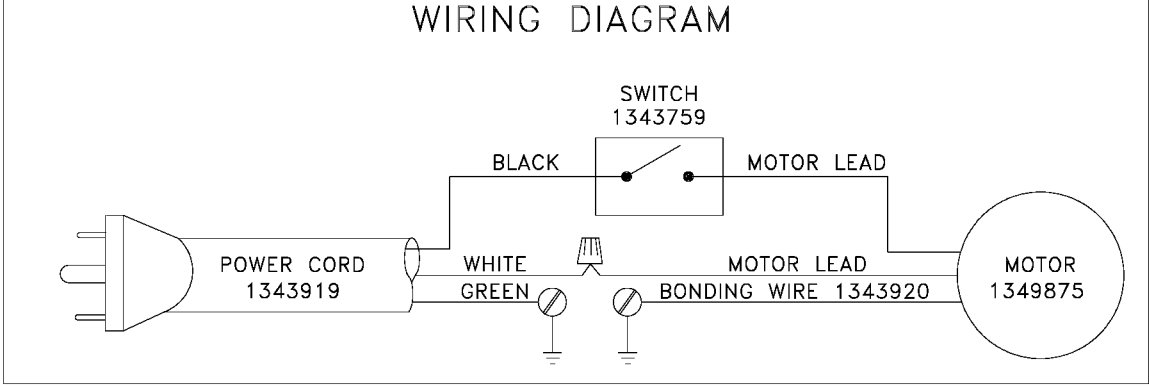 WIRING DIAGRAM
SWITCH
1343759
BLACK
MOTOR LEAD
POWER CORD
1343919
WHITE
MOTOR LEAD
GREEN
BONDING WIRE 1343920
MOTOR
1349875